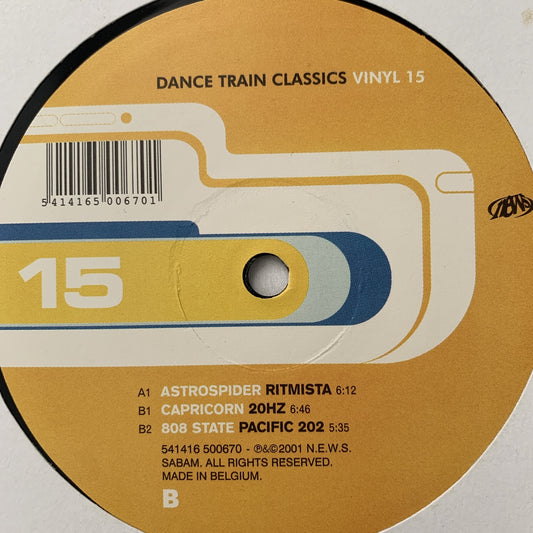 DANCE TRAIN CLASSICS VINYL 15
5 414165 006701
news
15
A1 ASTROSPIDER RITMISTA 6:12
B1 CAPRICORN 20HZ 6:46
B2 808 STATE PACIFIC 202 5:35
541416 500670 - ℗&©2001 N.E.W.S.
SABAM. ALL RIGHTS RESERVED.
MADE IN BELGIUM.
B